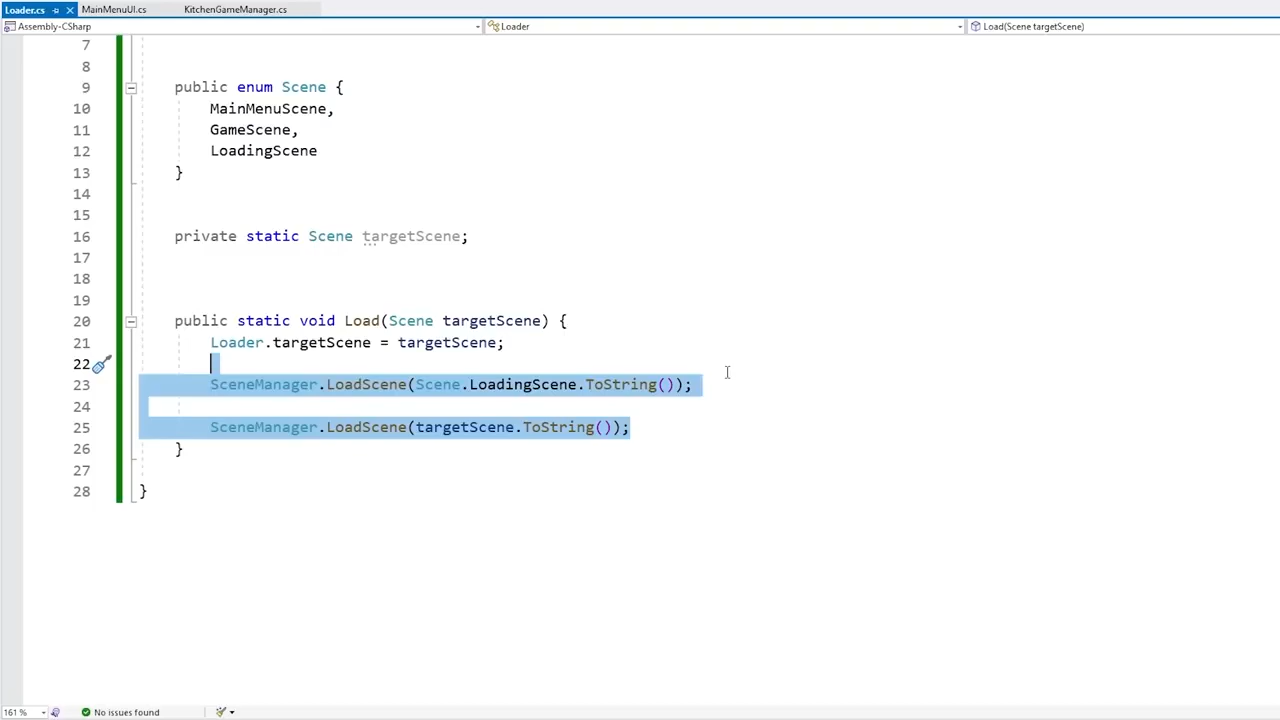 Loader.cs MainMenuUI.cs KitchenGameManager.cs
Assembly-CSharp Loader Load(Scene targetScene)
7
8
9 public enum Scene {
10 MainMenuScene,
11 GameScene,
12 LoadingScene
13 }
14
15
16 private static Scene targetScene;
17
18
19
20 public static void Load(Scene targetScene) {
21 Loader.targetScene = targetScene;
22
23 SceneManager.LoadScene(Scene.LoadingScene.ToString());
24
25 SceneManager.LoadScene(targetScene.ToString());
26 }
27
28 }
161 % No issues found